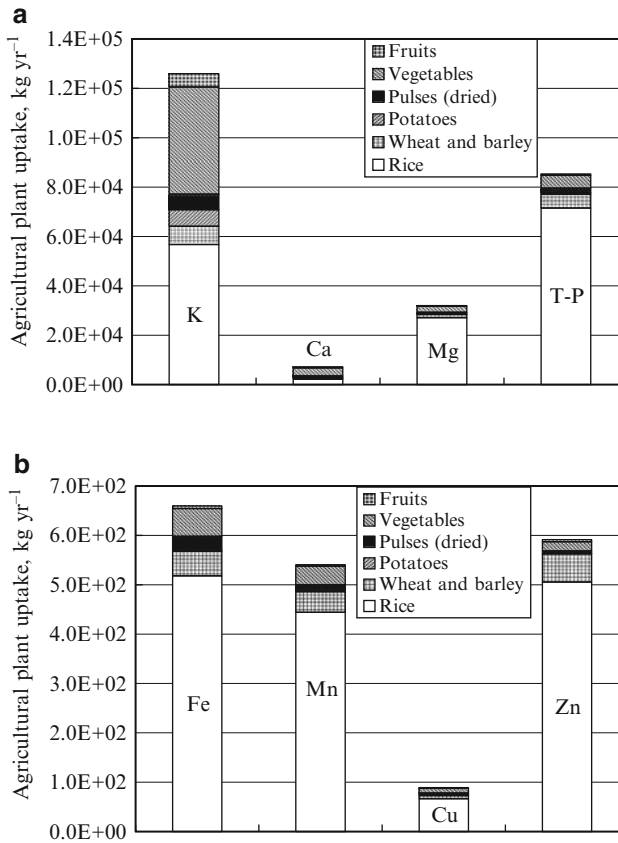 a
Agricultural plant uptake, kg yr⁻¹
1.4E+05
1.2E+05
1.0E+05
8.0E+04
6.0E+04
4.0E+04
2.0E+04
0.0E+00
Fruits
Vegetables
Pulses (dried)
Potatoes
Wheat and barley
Rice
K
Ca
Mg
T-P
b
Agricultural plant uptake, kg yr⁻¹
7.0E+02
6.0E+02
5.0E+02
4.0E+02
3.0E+02
2.0E+02
1.0E+02
0.0E+00
Fruits
Vegetables
Pulses (dried)
Potatoes
Wheat and barley
Rice
Fe
Mn
Cu
Zn